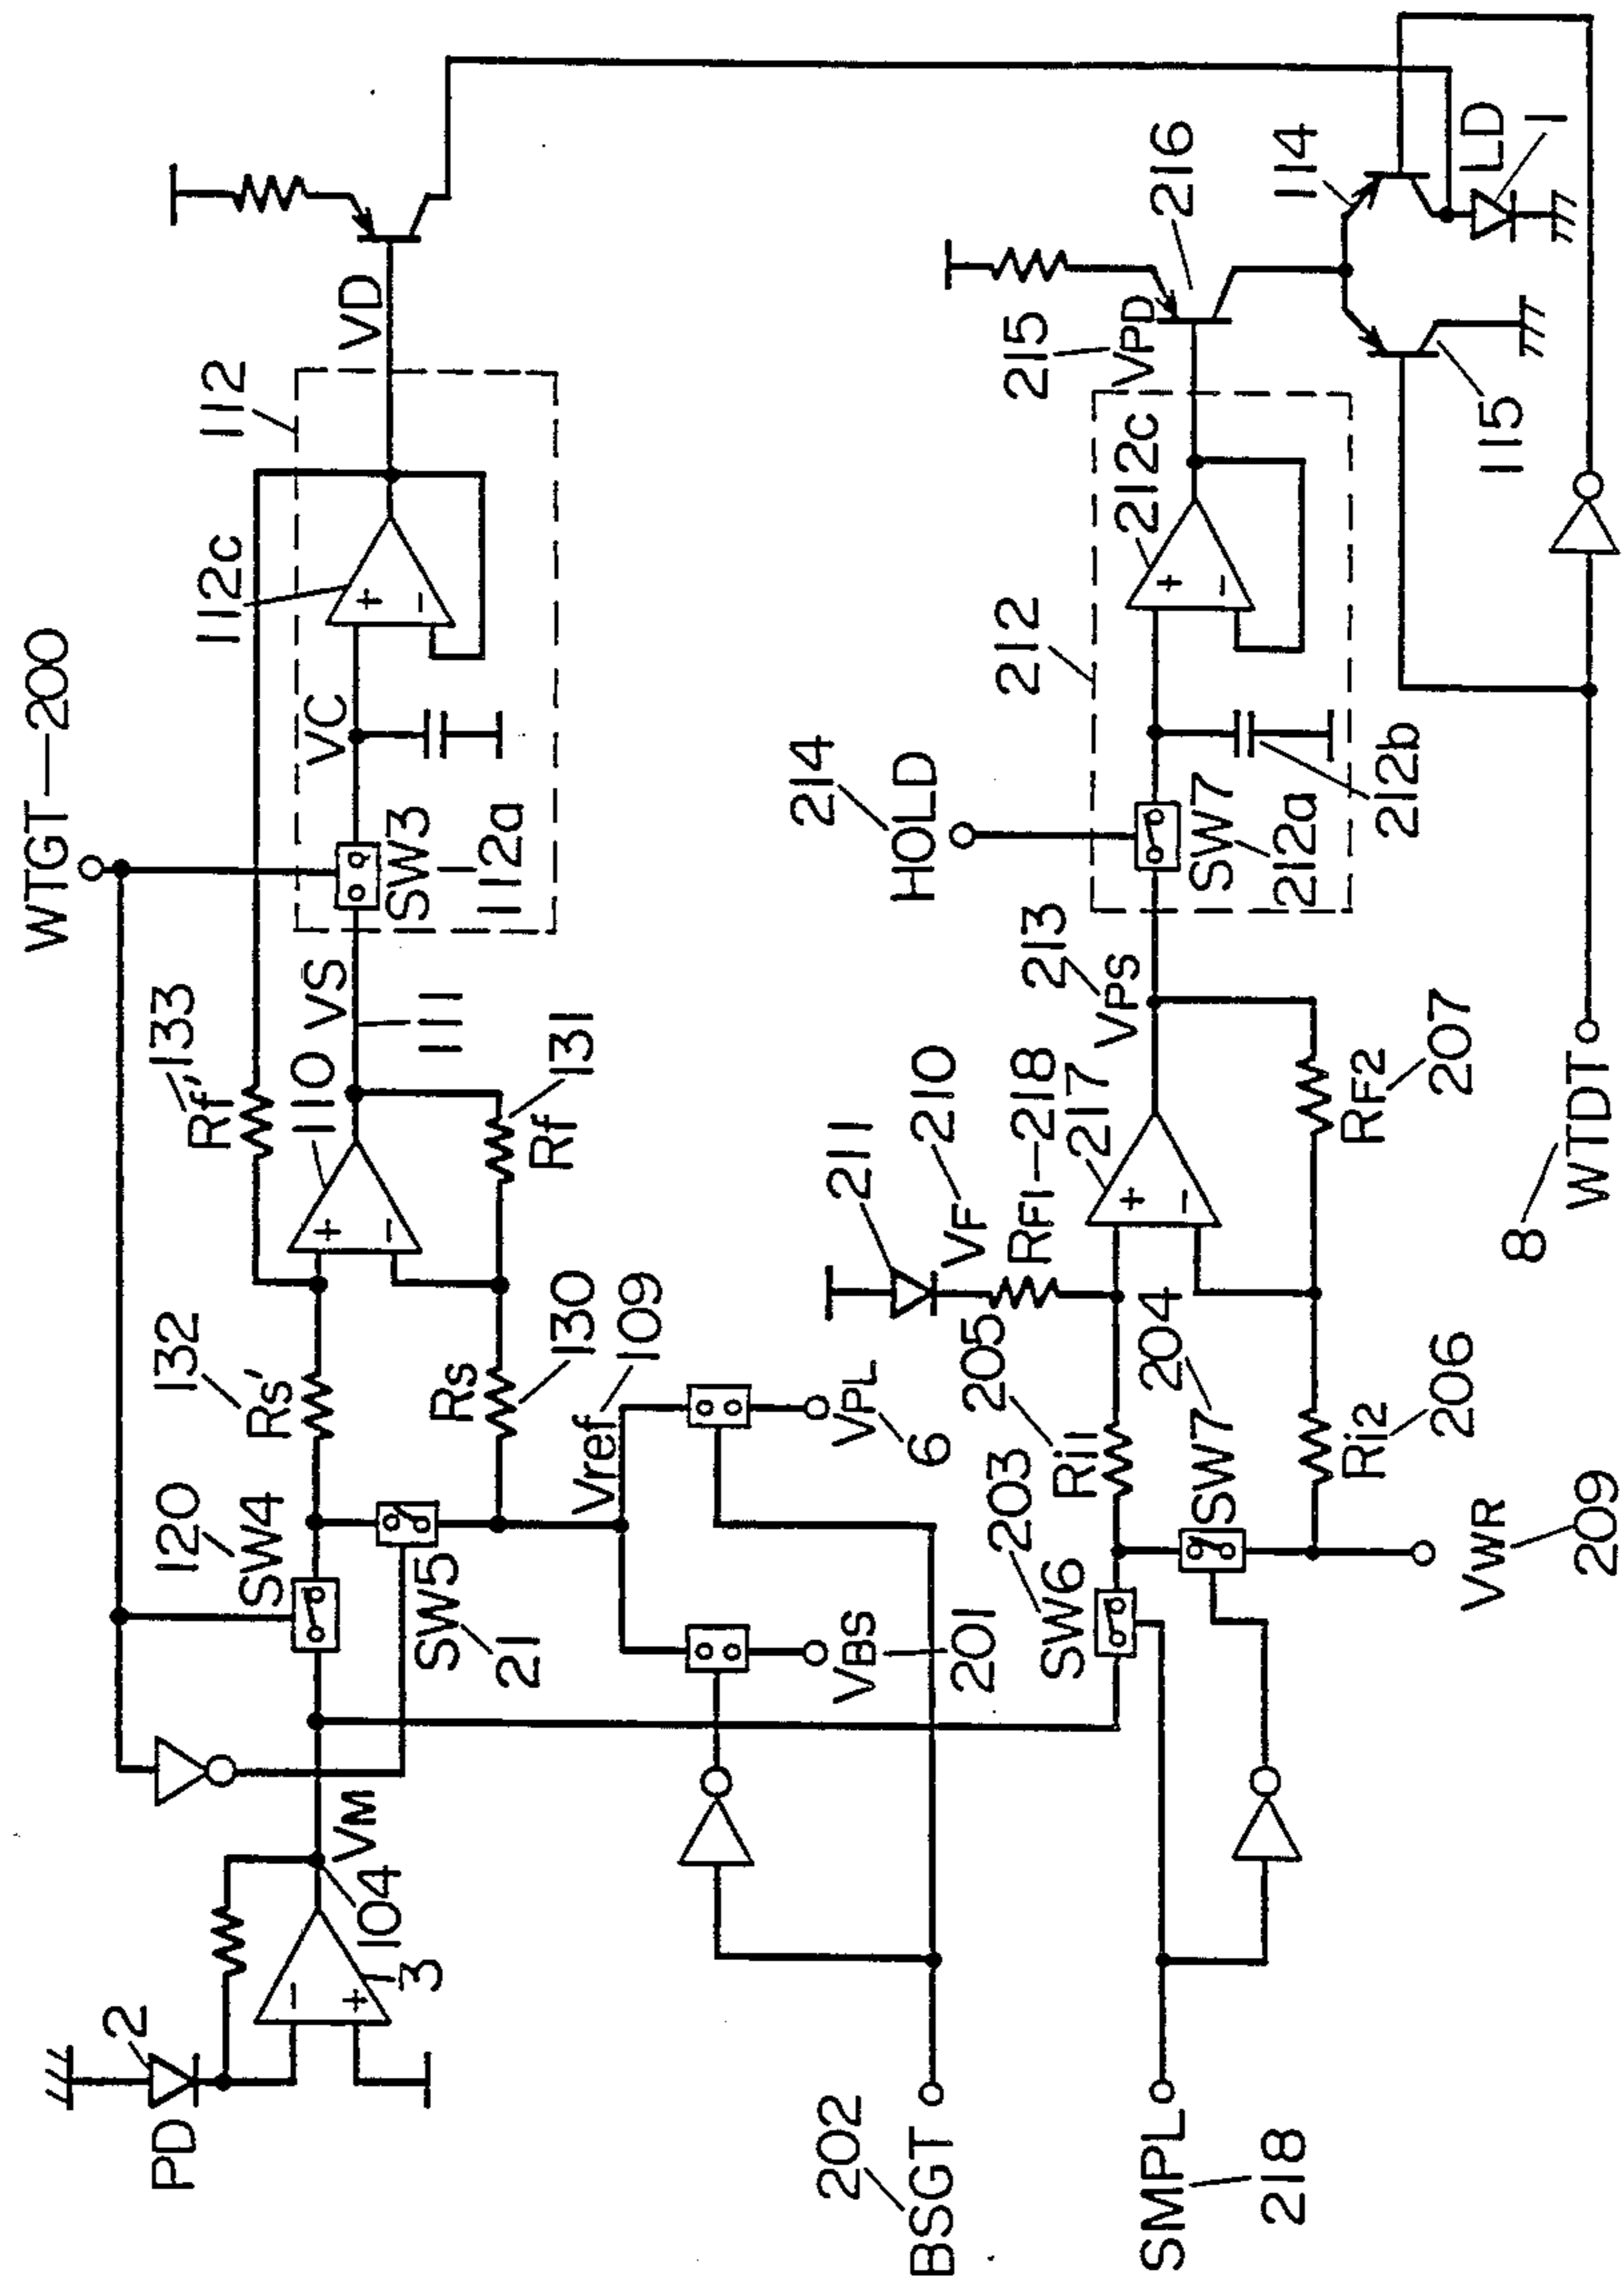 WTGT—200
112
112c
VD
VC
SW3
112a
Rf'
133
110
VS
111
Rf
131
132
Rs'
120
SW4
Rs
130
Vref
109
SW5
21
PD
2
VM
104
3
VPL
6
VBS
201
202
BSGT
214
HOLD
212
212c
215
VPD
216
114
LD
1
115
SW7
212a
212b
213
VPS
211
210
VF
RF1—218
217
RF2
207
205
Ri1
204
SW7
203
SW6
Ri2
206
VWR
209
SMPL
218
8
WTDT